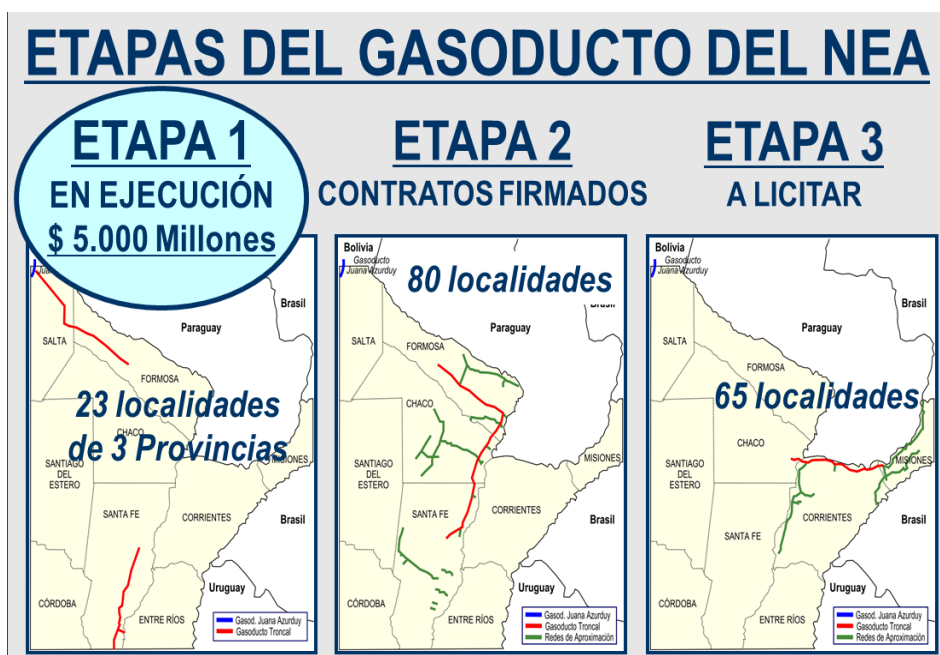 ETAPAS DEL GASODUCTO DEL NEA
ETAPA 1
EN EJECUCIÓN
$ 5.000 Millones
ETAPA 2
CONTRATOS FIRMADOS
ETAPA 3
A LICITAR
Brasil
Paraguay
SALTA
FORMOSA
23 localidades
de 3 Provincias
CHACO
MISIONES
SANTIAGO
DEL
ESTERO
SANTA FE
CORRIENTES
Brasil
Uruguay
CÓRDOBA
ENTRE RÍOS
Gasod. Juana Azurduy
Gasoducto Troncal
Bolivia
Gasoducto
Juana Azurduy
80 localidades
Paraguay
SALTA
FORMOSA
CHACO
SANTIAGO
DEL
ESTERO
MISIONES
SANTA FE
CORRIENTES
Brasil
Uruguay
CÓRDOBA
ENTRE RÍOS
Gasod. Juana Azurduy
Gasoducto Troncal
Redes de Aproximación
Bolivia
Gasoducto
Juana Azurduy
Brasil
Paraguay
SALTA
FORMOSA
65 localidades
CHACO
SANTIAGO
DEL
ESTERO
MISIONES
CORRIENTES
SANTA FE
Brasil
Uruguay
CÓRDOBA
ENTRE RÍOS
Gasod. Juana Azurduy
Gasoducto Troncal
Redes de Aproximación